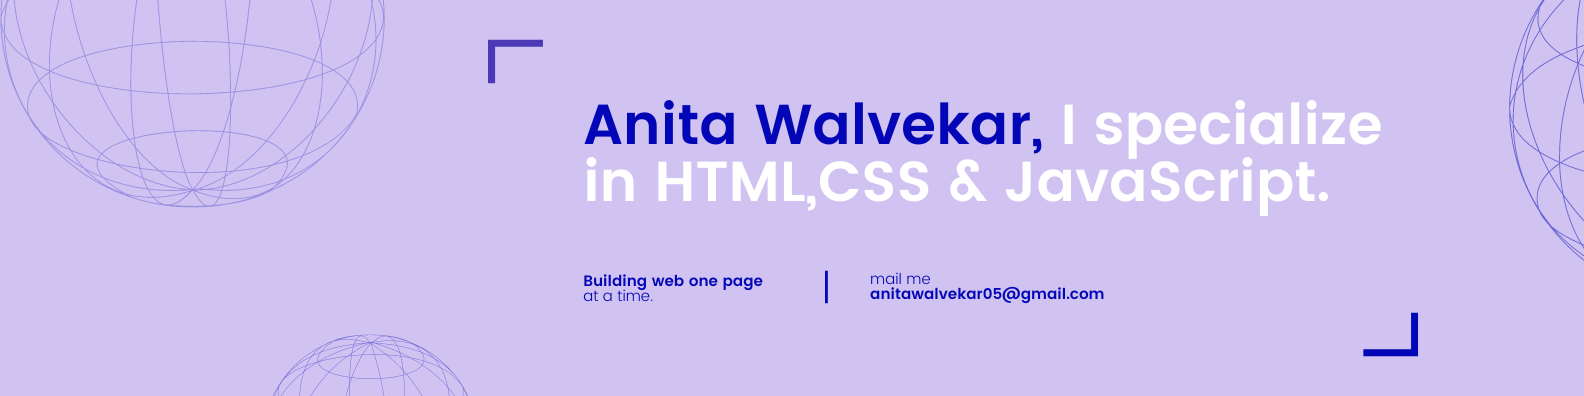 Anita Walvekar, I specialize
in HTML,CSS & JavaScript.
Building web one page
at a time.
mail me
anitawalvekar05@gmail.com